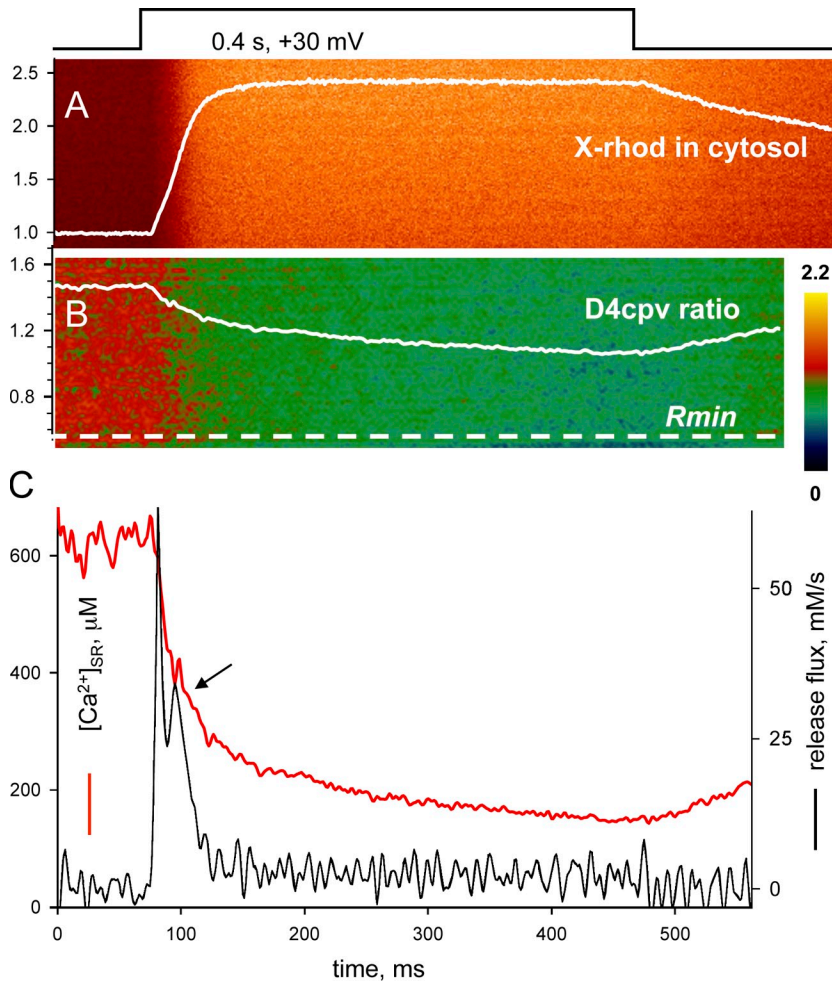 0.4 s, +30 mV
A
2.5
2.0
1.5
1.0
X-rhod in cytosol
B
1.6
1.2
0.8
D4cpv ratio
Rmin
2.2
0
C
600
400
200
0
[Ca²⁺]SR, μM
50
25
0
release flux, mM/s
0 100 200 300 400 500
time, ms